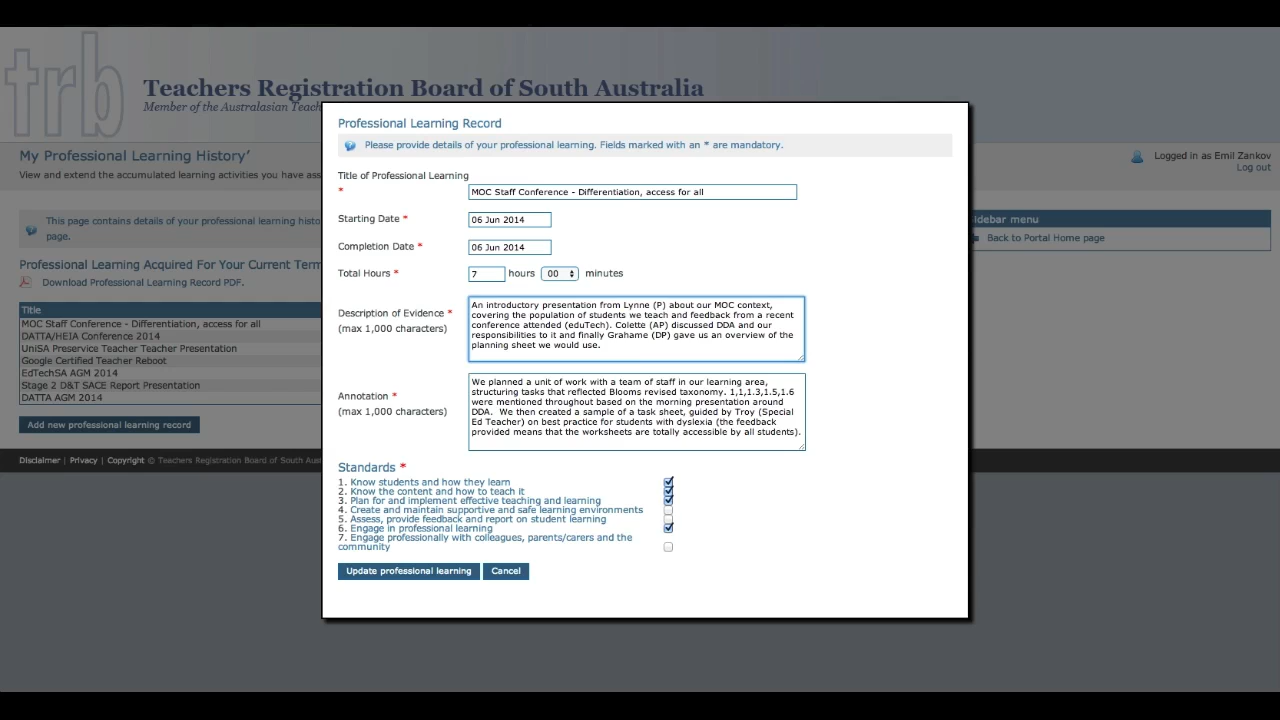 trb
Teachers Registration Board of South Australia
Member of the Australasian Teach
My Professional Learning History'
View and extend the accumulated learning activities you have ass
Logged in as Emil Zankov
Log out
This page contains details of your professional learning histo
page.
Sidebar menu
Back to Portal Home page
Professional Learning Acquired For Your Current Term
Download Professional Learning Record PDF.
Title
MOC Staff Conference - Differentiation, access for all
DATTA/HEIA Conference 2014
UniSA Preservice Teacher Teacher Presentation
Google Certified Teacher Reboot
EdTechSA AGM 2014
Stage 2 D&T SACE Report Presentation
DATTA AGM 2014
Add new professional learning record
Disclaimer | Privacy | Copyright © Teachers Registration Board of South Aust
Professional Learning Record
Please provide details of your professional learning. Fields marked with an * are mandatory.
Title of Professional Learning
* MOC Staff Conference - Differentiation, access for all
Starting Date * 06 Jun 2014
Completion Date * 06 Jun 2014
Total Hours * 7 hours 00 minutes
Description of Evidence *
(max 1,000 characters)
An introductory presentation from Lynne (P) about our MOC context,
covering the population of students we teach and feedback from a recent
conference attended (eduTech). Colette (AP) discussed DDA and our
responsibilities to it and finally Grahame (DP) gave us an overview of the
planning sheet we would use.
Annotation *
(max 1,000 characters)
We planned a unit of work with a team of staff in our learning area,
structuring tasks that reflected Blooms revised taxonomy. 1,1,1.3,1.5,1.6
were mentioned throughout based on the morning presentation around
DDA. We then created a sample of a task sheet, guided by Troy (Special
Ed Teacher) on best practice for students with dyslexia (the feedback
provided means that the worksheets are totally accessible by all students).
Standards *
1. Know students and how they learn
2. Know the content and how to teach it
3. Plan for and implement effective teaching and learning
4. Create and maintain supportive and safe learning environments
5. Assess, provide feedback and report on student learning
6. Engage in professional learning
7. Engage professionally with colleagues, parents/carers and the
community
Update professional learning
Cancel